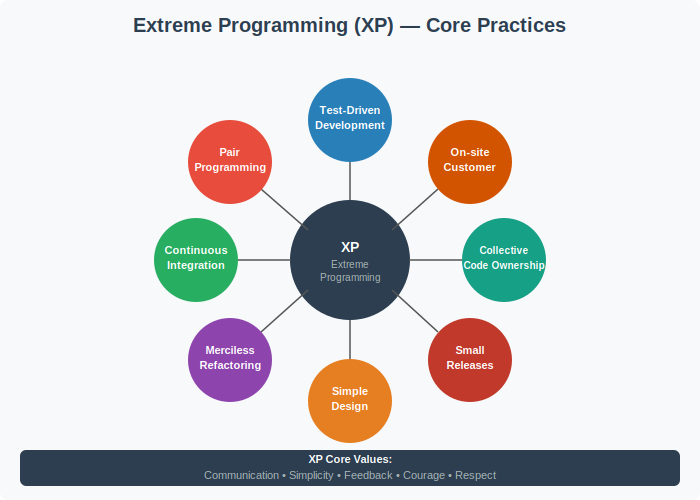 Extreme Programming (XP) — Core Practices
Test-Driven
Development
Pair
Programming
On-site
Customer
Continuous
Integration
XP
Extreme
Programming
Collective
Code Ownership
Merciless
Refactoring
Small
Releases
Simple
Design
XP Core Values:
Communication • Simplicity • Feedback • Courage • Respect